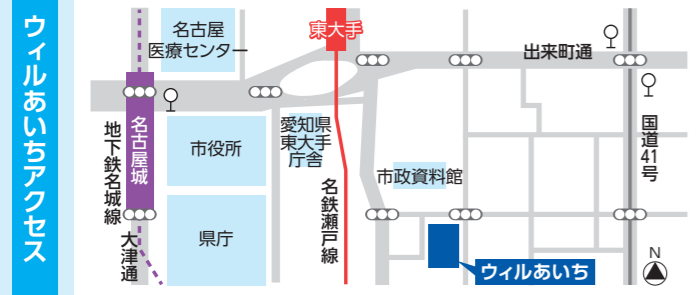 ウィルあいちアクセス
名古屋
医療センター
東大手
出来町通
名古屋城
地下鉄名城線
市役所
愛知県
東大手
庁舎
市政資料館
国道41号
名鉄瀬戸線
県庁
大津通
ウィルあいち
N